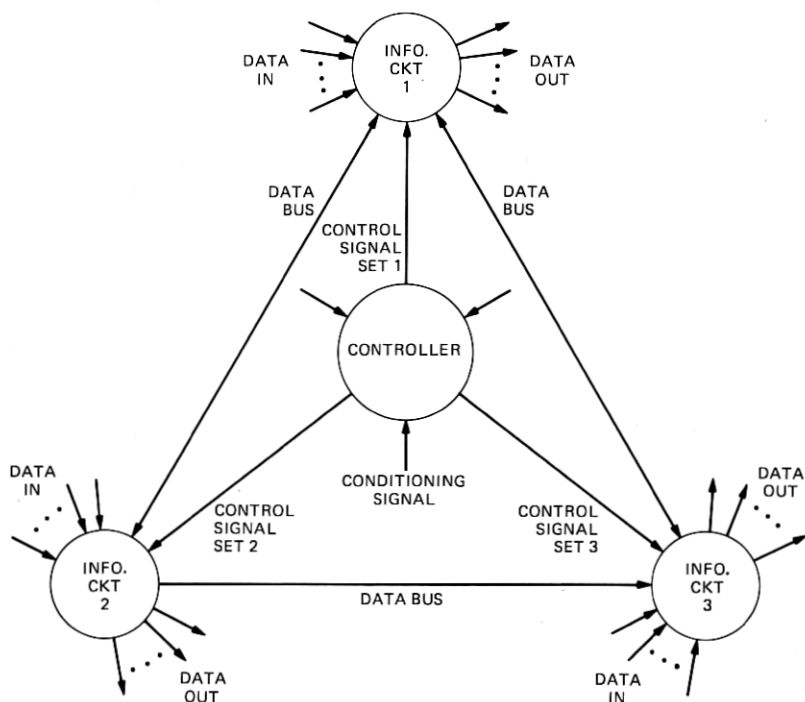 DATA
IN
INFO.
CKT
1
DATA
OUT
DATA
BUS
DATA
BUS
CONTROL
SIGNAL
SET 1
CONTROLLER
CONDITIONING
SIGNAL
DATA
IN
CONTROL
SIGNAL
SET 2
CONTROL
SIGNAL
SET 3
DATA
OUT
INFO.
CKT
2
DATA BUS
INFO.
CKT
3
DATA
OUT
DATA
IN